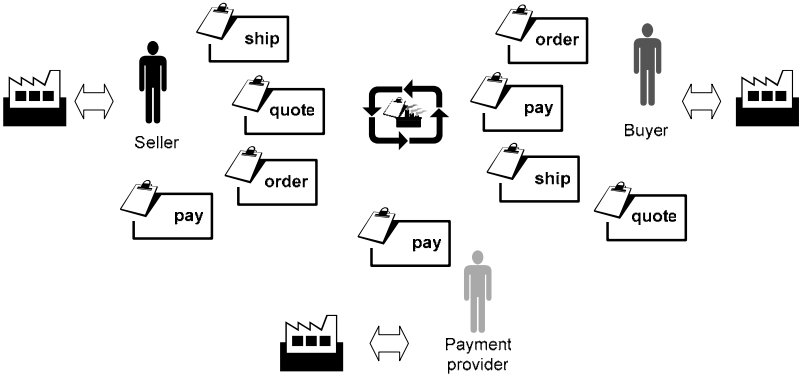 ship
order
quote
pay
Seller
Buyer
order
ship
pay
quote
pay
Payment
provider